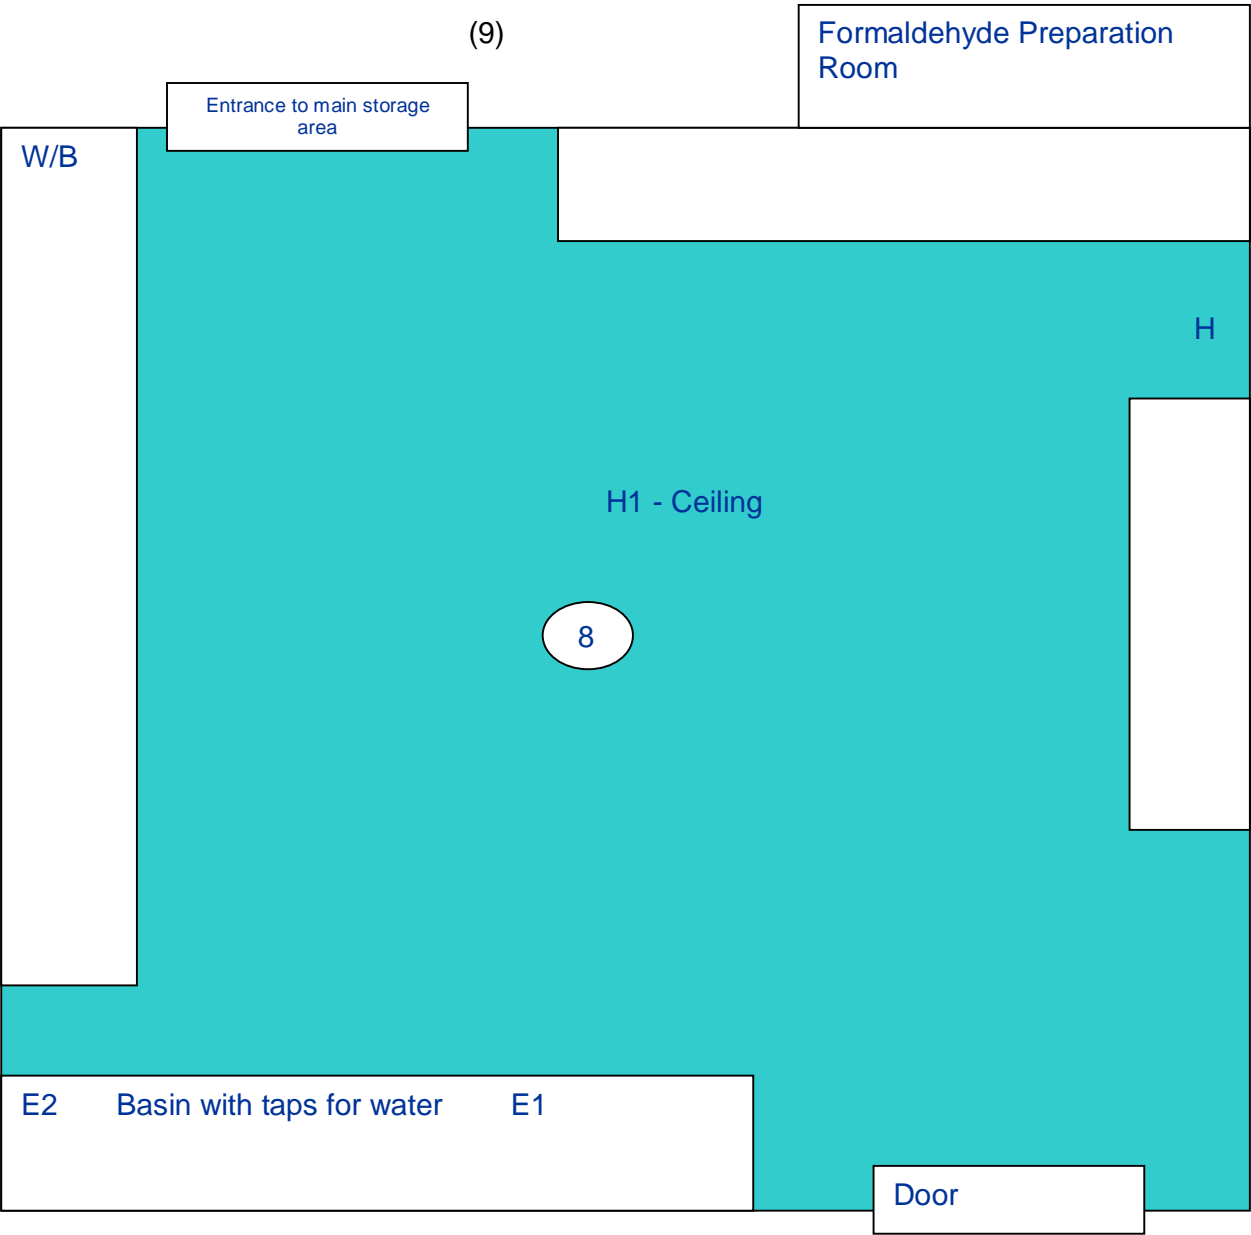 (9)
Formaldehyde Preparation
Room
Entrance to main storage
area
W/B
H
H1 - Ceiling
8
E2 Basin with taps for water E1
Door